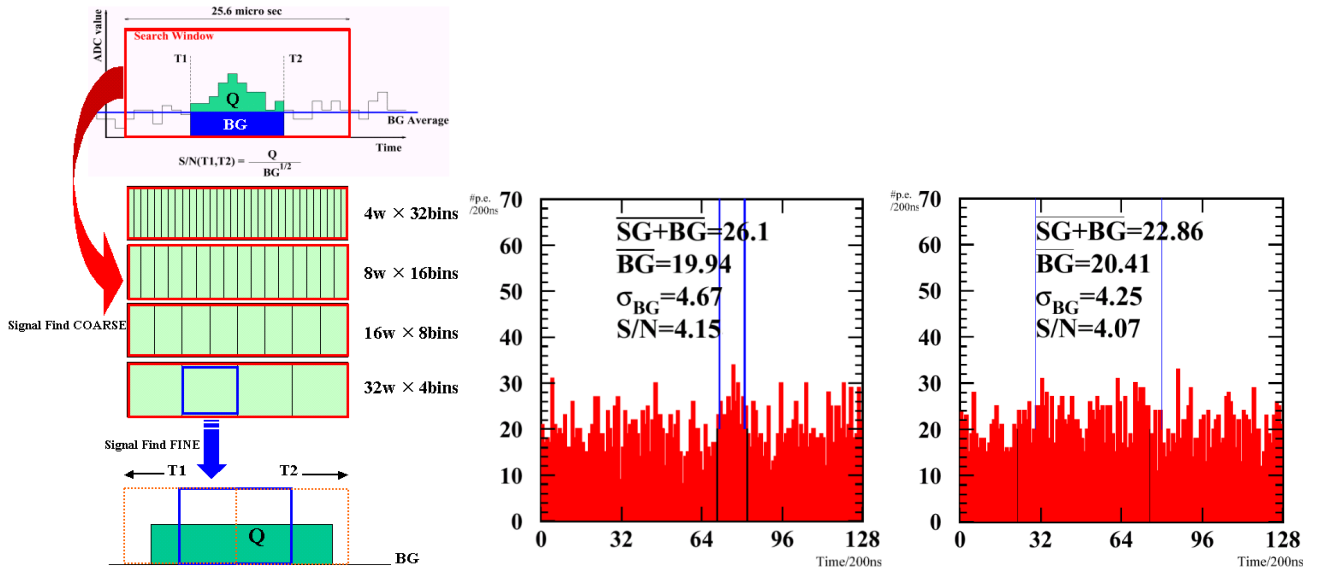 25.6 micro sec
ADC value
Search Window
T1
T2
Q
BG
BG Average
Time
S/N(T1,T2) = Q / BG^1/2
4w × 32bins
8w × 16bins
Signal Find COARSE
16w × 8bins
32w × 4bins
Signal Find FINE
T1
T2
Q
BG
#p.e.
/200ns
70
60
50
40
30
20
10
0
SG+BG=26.1
BG=19.94
σBG=4.67
S/N=4.15
0 32 64 96 128
Time/200ns
#p.e.
/200ns
70
60
50
40
30
20
10
0
SG+BG=22.86
BG=20.41
σBG=4.25
S/N=4.07
0 32 64 96 128
Time/200ns